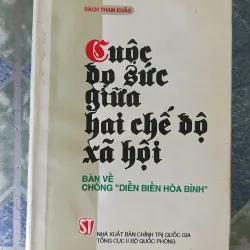 SÁCH THAM KHẢO
Cuộc
đọ sức
giữa
hai chế độ
xã hội
BÀN VỀ
CHỐNG "DIỄN BIẾN HÒA BÌNH"
ST
NHÀ XUẤT BẢN CHÍNH TRỊ QUỐC GIA
TỔNG CỤC II BỘ QUỐC PHÒNG